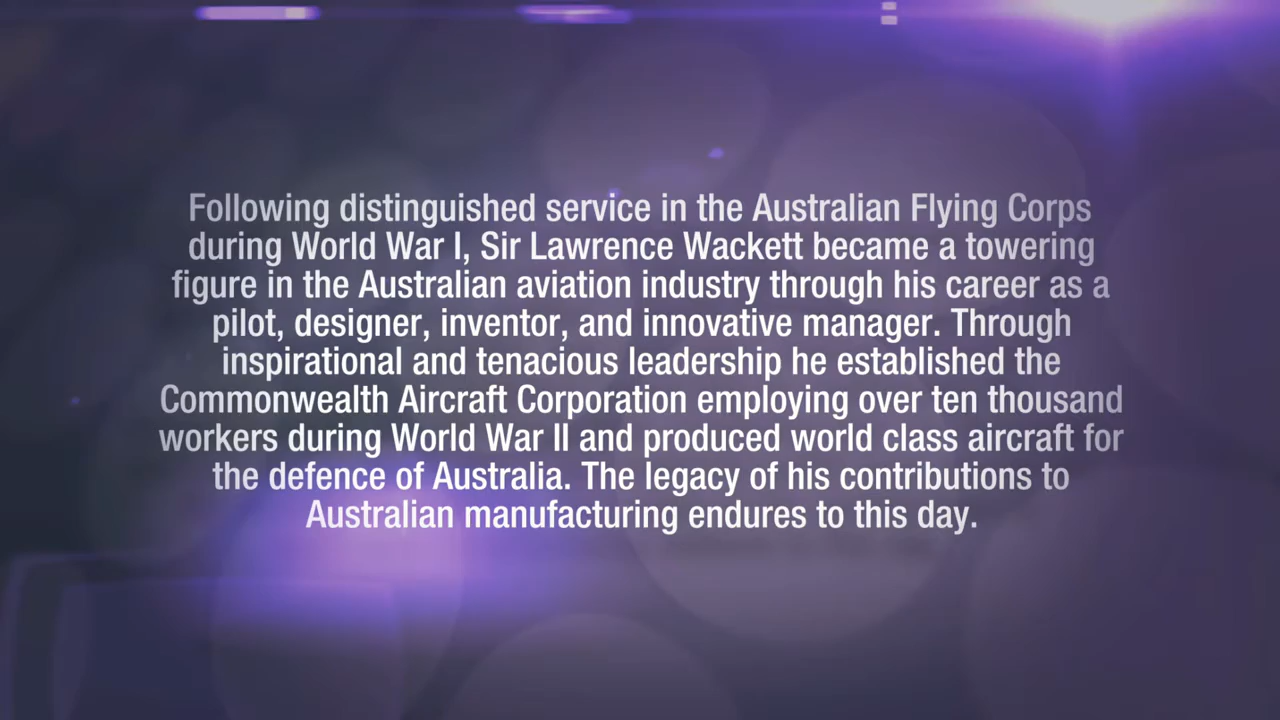 Following distinguished service in the Australian Flying Corps
during World War I, Sir Lawrence Wackett became a towering
figure in the Australian aviation industry through his career as a
pilot, designer, inventor, and innovative manager. Through
inspirational and tenacious leadership he established the
Commonwealth Aircraft Corporation employing over ten thousand
workers during World War II and produced world class aircraft for
the defence of Australia. The legacy of his contributions to
Australian manufacturing endures to this day.